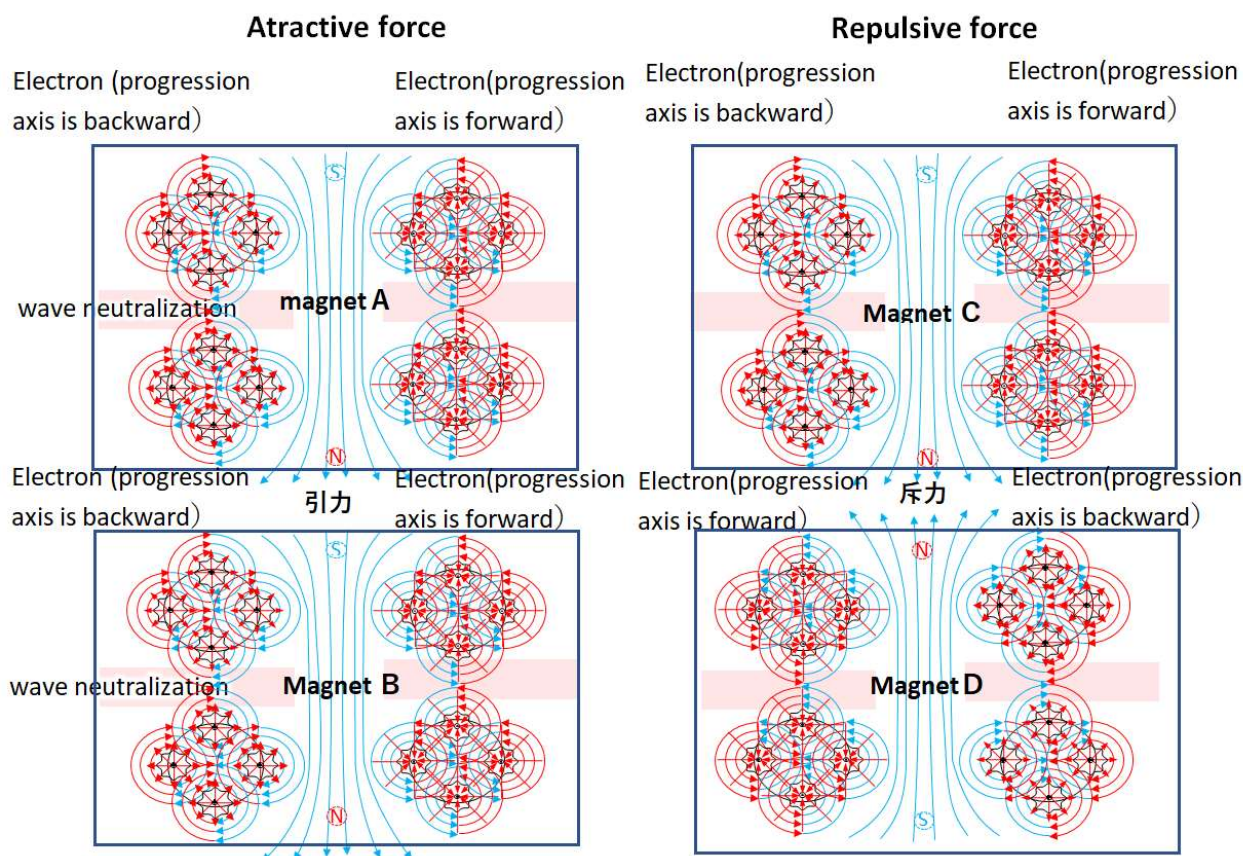 Atractive force
Electron (progression
axis is backward）
Electron(progression
axis is forward）
S
wave neutralization
magnet A
N
Electron (progression
axis is backward）
引力
Electron(progression
axis is forward）
S
wave neutralization
Magnet B
N
Repulsive force
Electron(progression
axis is backward）
Electron(progression
axis is forward）
S
Magnet C
N
Electron(progression
axis is forward）
斥力
Electron(progression
axis is backward）
N
Magnet D
S